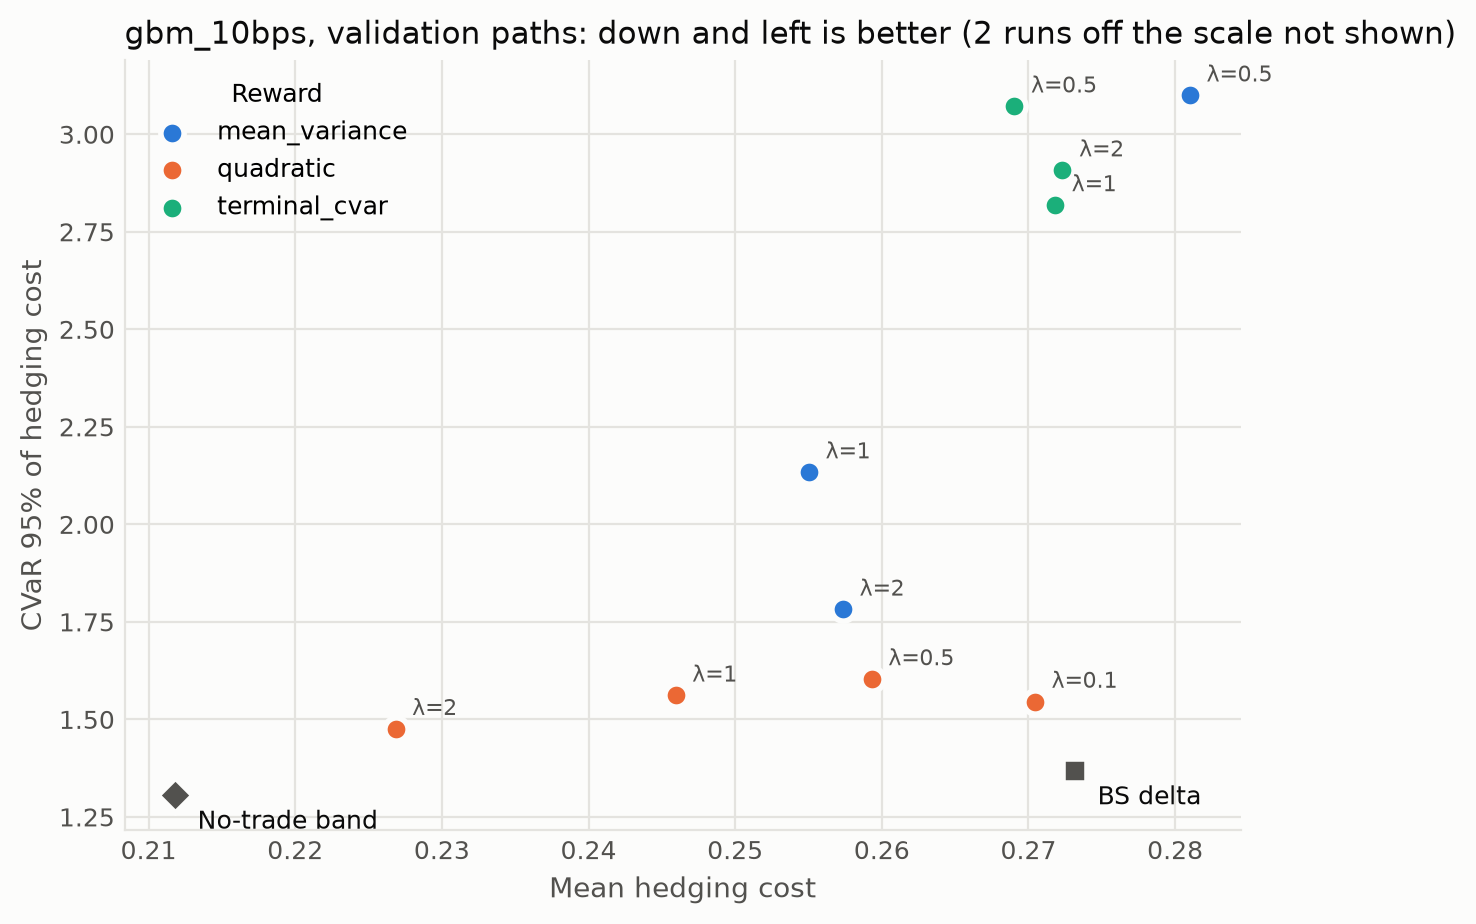 gbm_10bps, validation paths: down and left is better (2 runs off the scale not shown)
Reward
mean_variance
quadratic
terminal_cvar
λ=0.5
λ=0.5
λ=2
λ=1
λ=1
λ=2
λ=0.5
λ=1
λ=0.1
λ=2
BS delta
No-trade band
3.00
2.75
2.50
2.25
2.00
1.75
1.50
1.25
CVaR 95% of hedging cost
0.21 0.22 0.23 0.24 0.25 0.26 0.27 0.28
Mean hedging cost